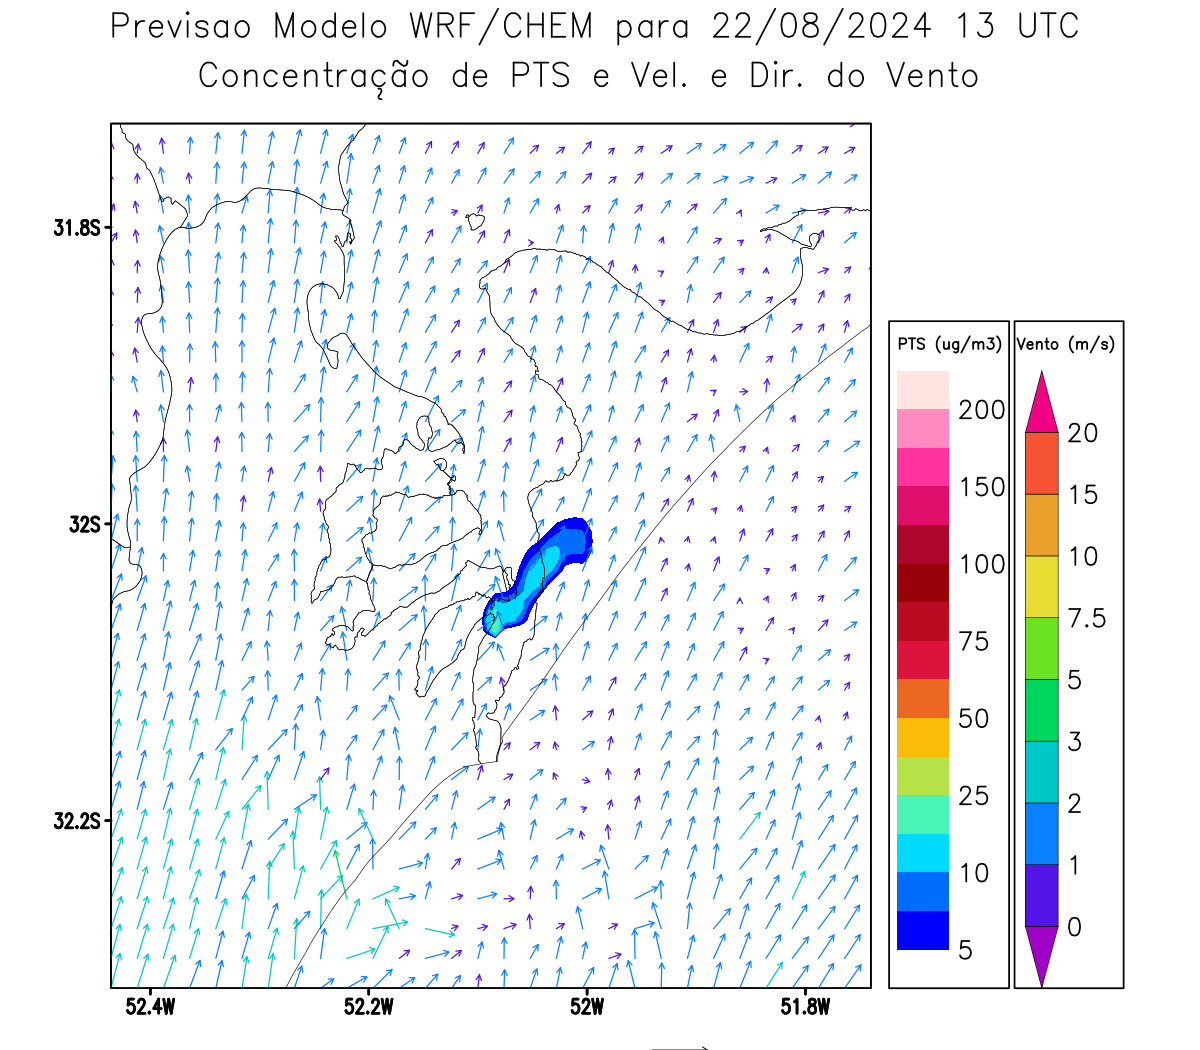 Previsao Modelo WRF/CHEM para 22/08/2024 13 UTC
Concentração de PTS e Vel. e Dir. do Vento
31.8S
32S
32.2S
52.4W
52.2W
52W
51.8W
PTS (ug/m3)
200
150
100
75
50
25
10
5
Vento (m/s)
20
15
10
7.5
5
3
2
1
0